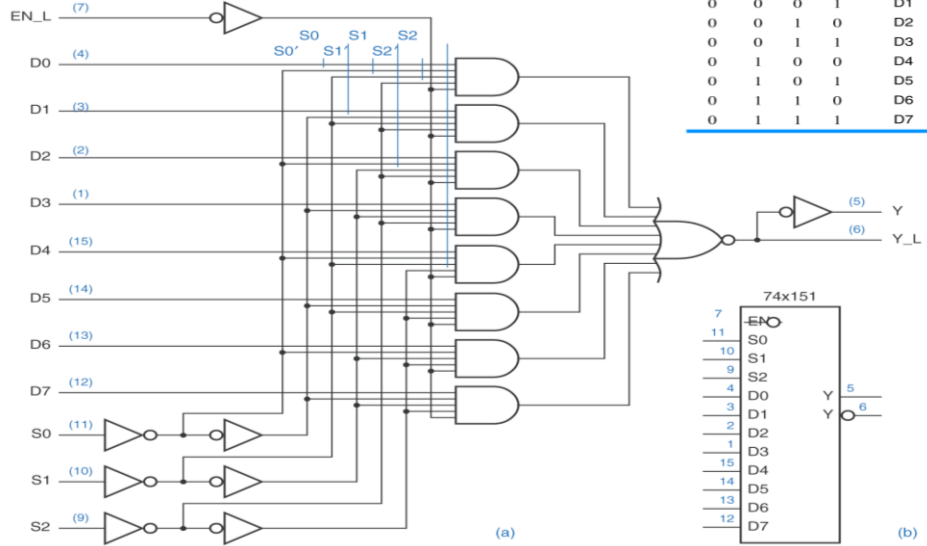 EN_L (7)
D0 (4)
D1 (3)
D2 (2)
D3 (1)
D4 (15)
D5 (14)
D6 (13)
D7 (12)
S0 (11)
S1 (10)
S2 (9)
S0 S1 S2
S0′ S1′ S2′
0 0 0 1 D1
0 0 1 0 D2
0 0 1 1 D3
0 1 0 0 D4
0 1 0 1 D5
0 1 1 0 D6
0 1 1 1 D7
(5) Y
(6) Y_L
(a)
74x151
7 EN
11 S0
10 S1
9 S2
4 D0
3 D1
2 D2
1 D3
15 D4
14 D5
13 D6
12 D7
Y 5
Y 6
(b)